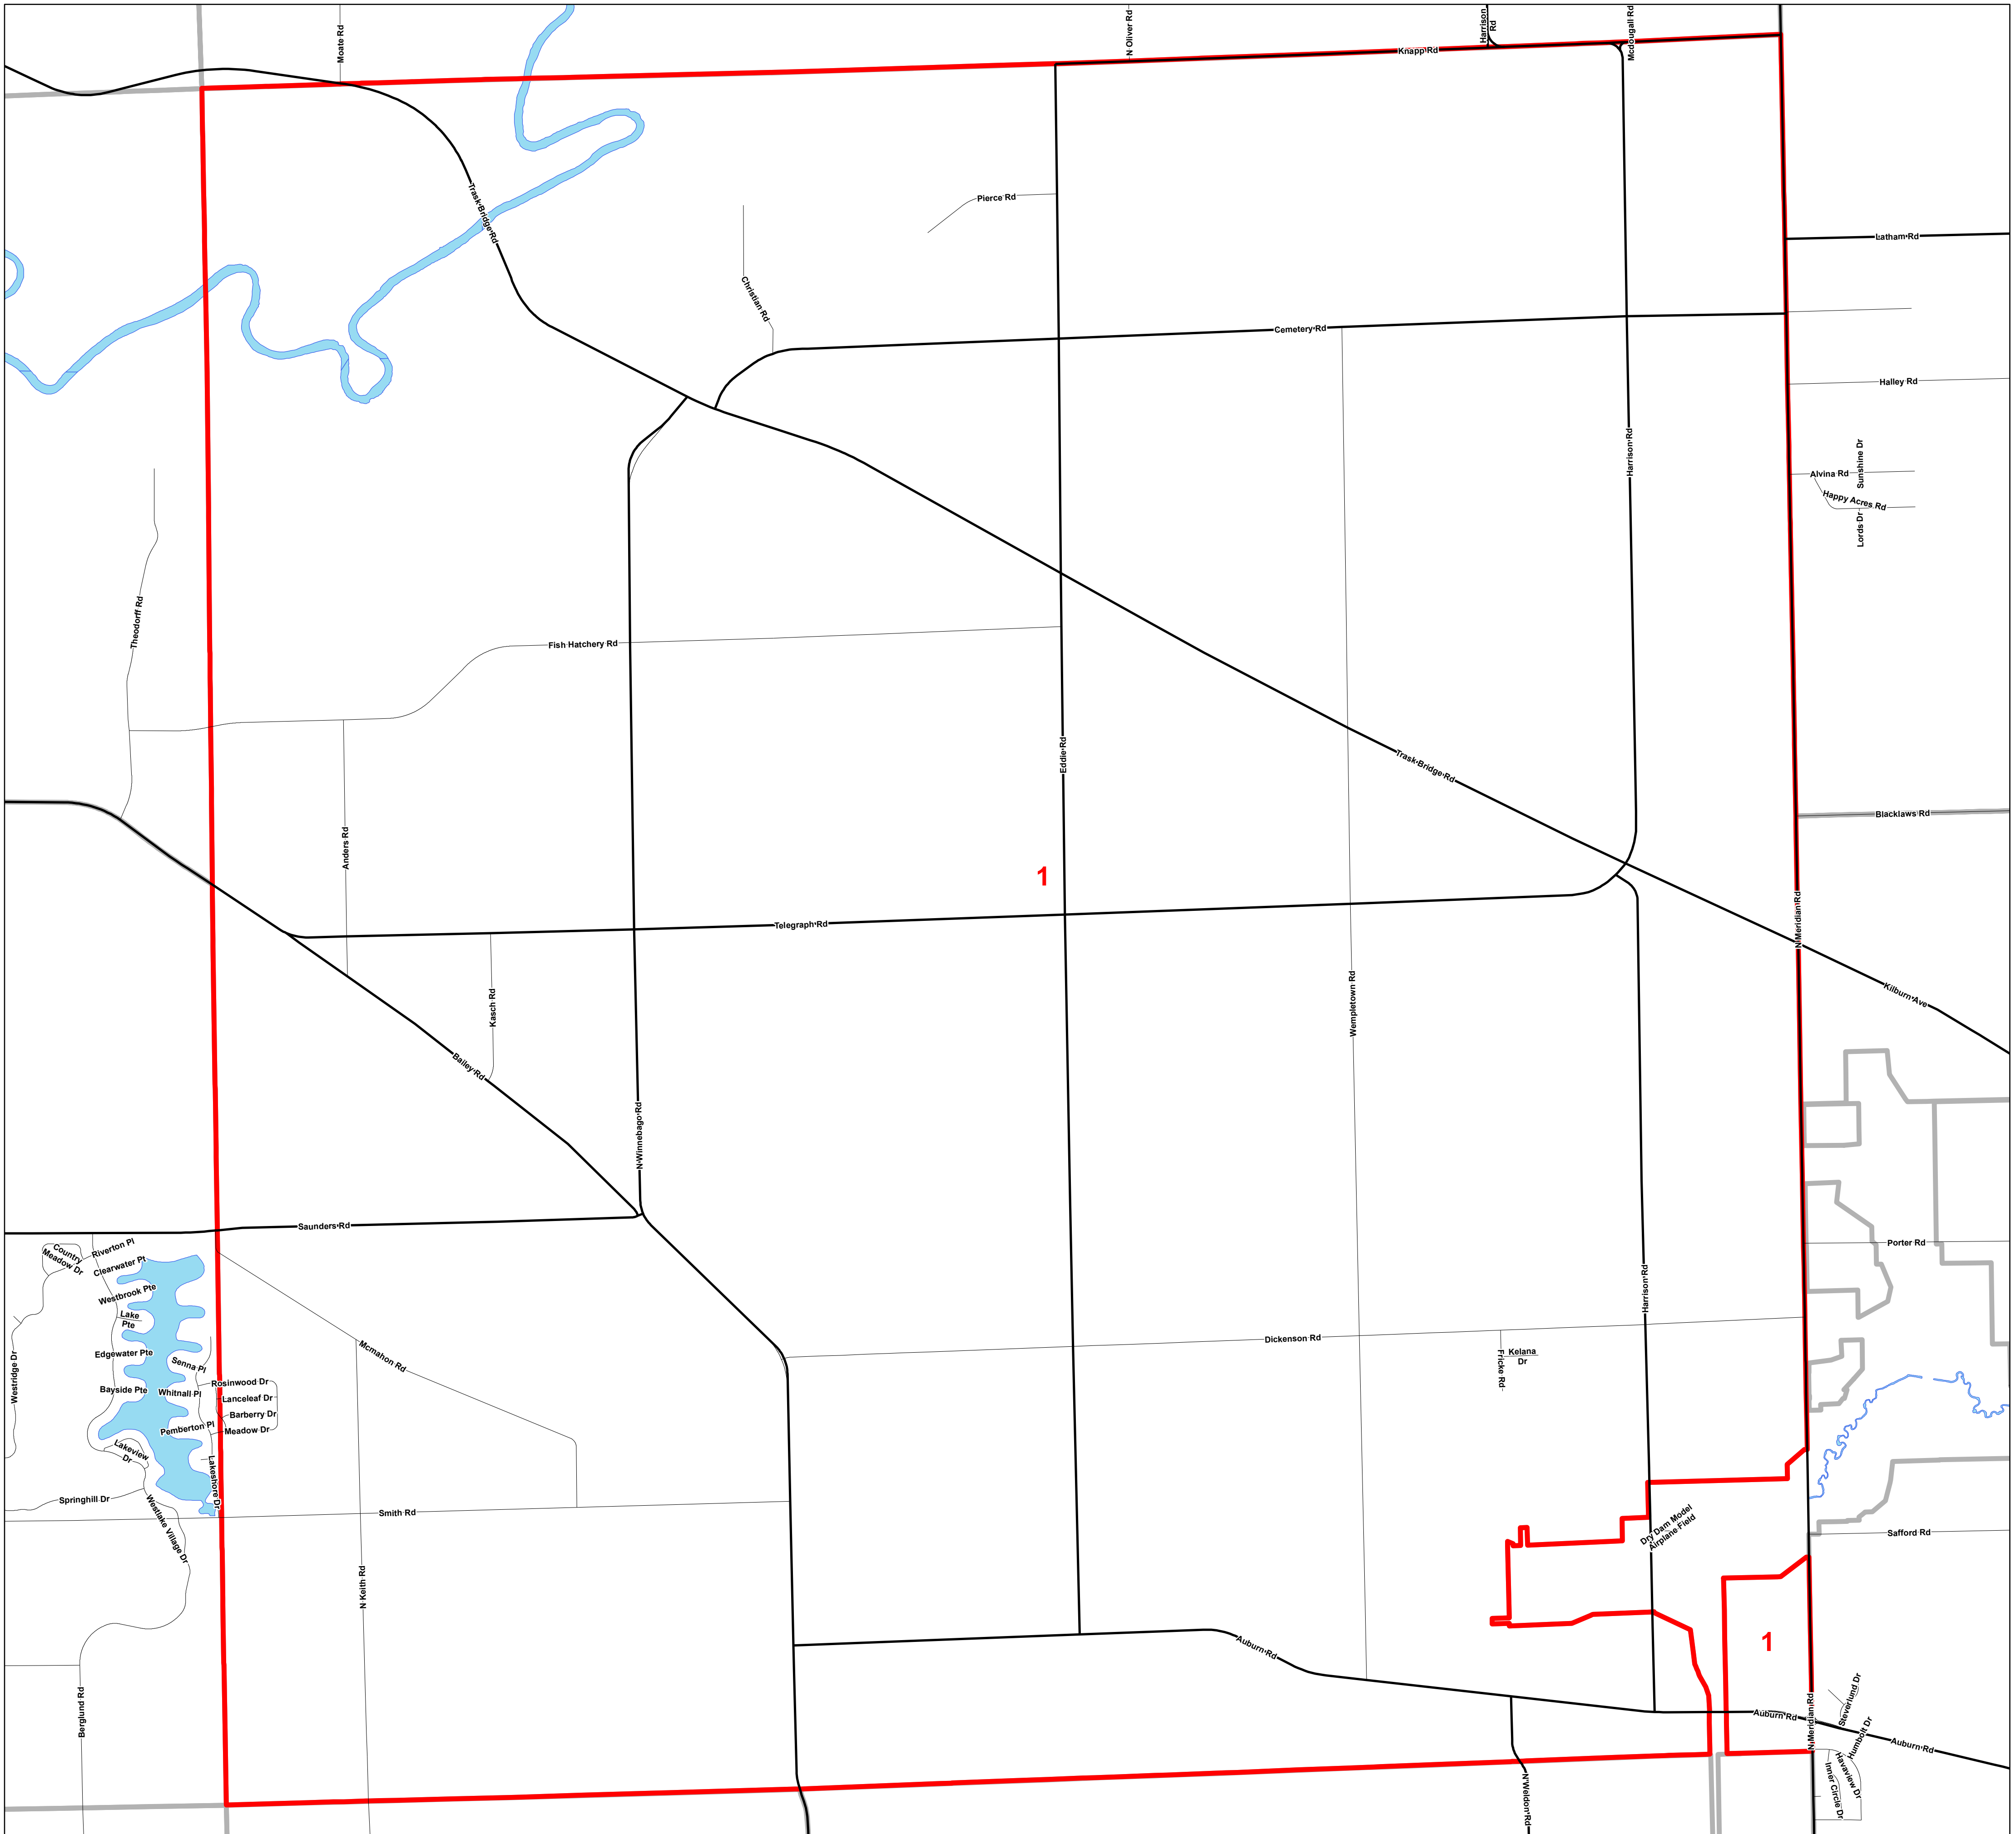 Moate Rd
N Oliver Rd
Harrison
Rd
Mcdougall Rd
Knapp Rd
Trask Bridge Rd
Pierce Rd
Latham Rd
Christian Rd
Cemetery Rd
Halley Rd
Harrison Rd
Sunshine Dr
Alvina Rd
Happy Acres Rd
Lords Dr
Theodorff Rd
Fish Hatchery Rd
Eddie Rd
Trask Bridge Rd
Blacklaws Rd
Anders Rd
1
Telegraph Rd
N Meridian Rd
Kasch Rd
Wempletown Rd
Kilburn Ave
Bailey Rd
N Winnebago Rd
Saunders Rd
Country
Meadow Dr
Riverton Pl
Clearwater Pt
Westbrook Pte
Lake
Pte
Edgewater Pte
Senna Pl
Bayside Pte
Whitnall Pl
Rosinwood Dr
Lanceleaf Dr
Barberry Dr
Pemberton Pl
Meadow Dr
Westridge Dr
Lakeview
Dr
Lakeshore Dr
Springhill Dr
Westlake Village Dr
Mcmahon Rd
Smith Rd
N Keith Rd
Berglund Rd
Porter Rd
Harrison Rd
Dickenson Rd
Kelana
Dr
Fricke Rd
Dry Dam Model
Airplane Field
Safford Rd
1
Auburn Rd
Auburn Rd
N Meridian Rd
Steverlund Dr
Humbolt Dr
Auburn Rd
Havaview Dr
Inner Circle Dr
N Weldon Rd